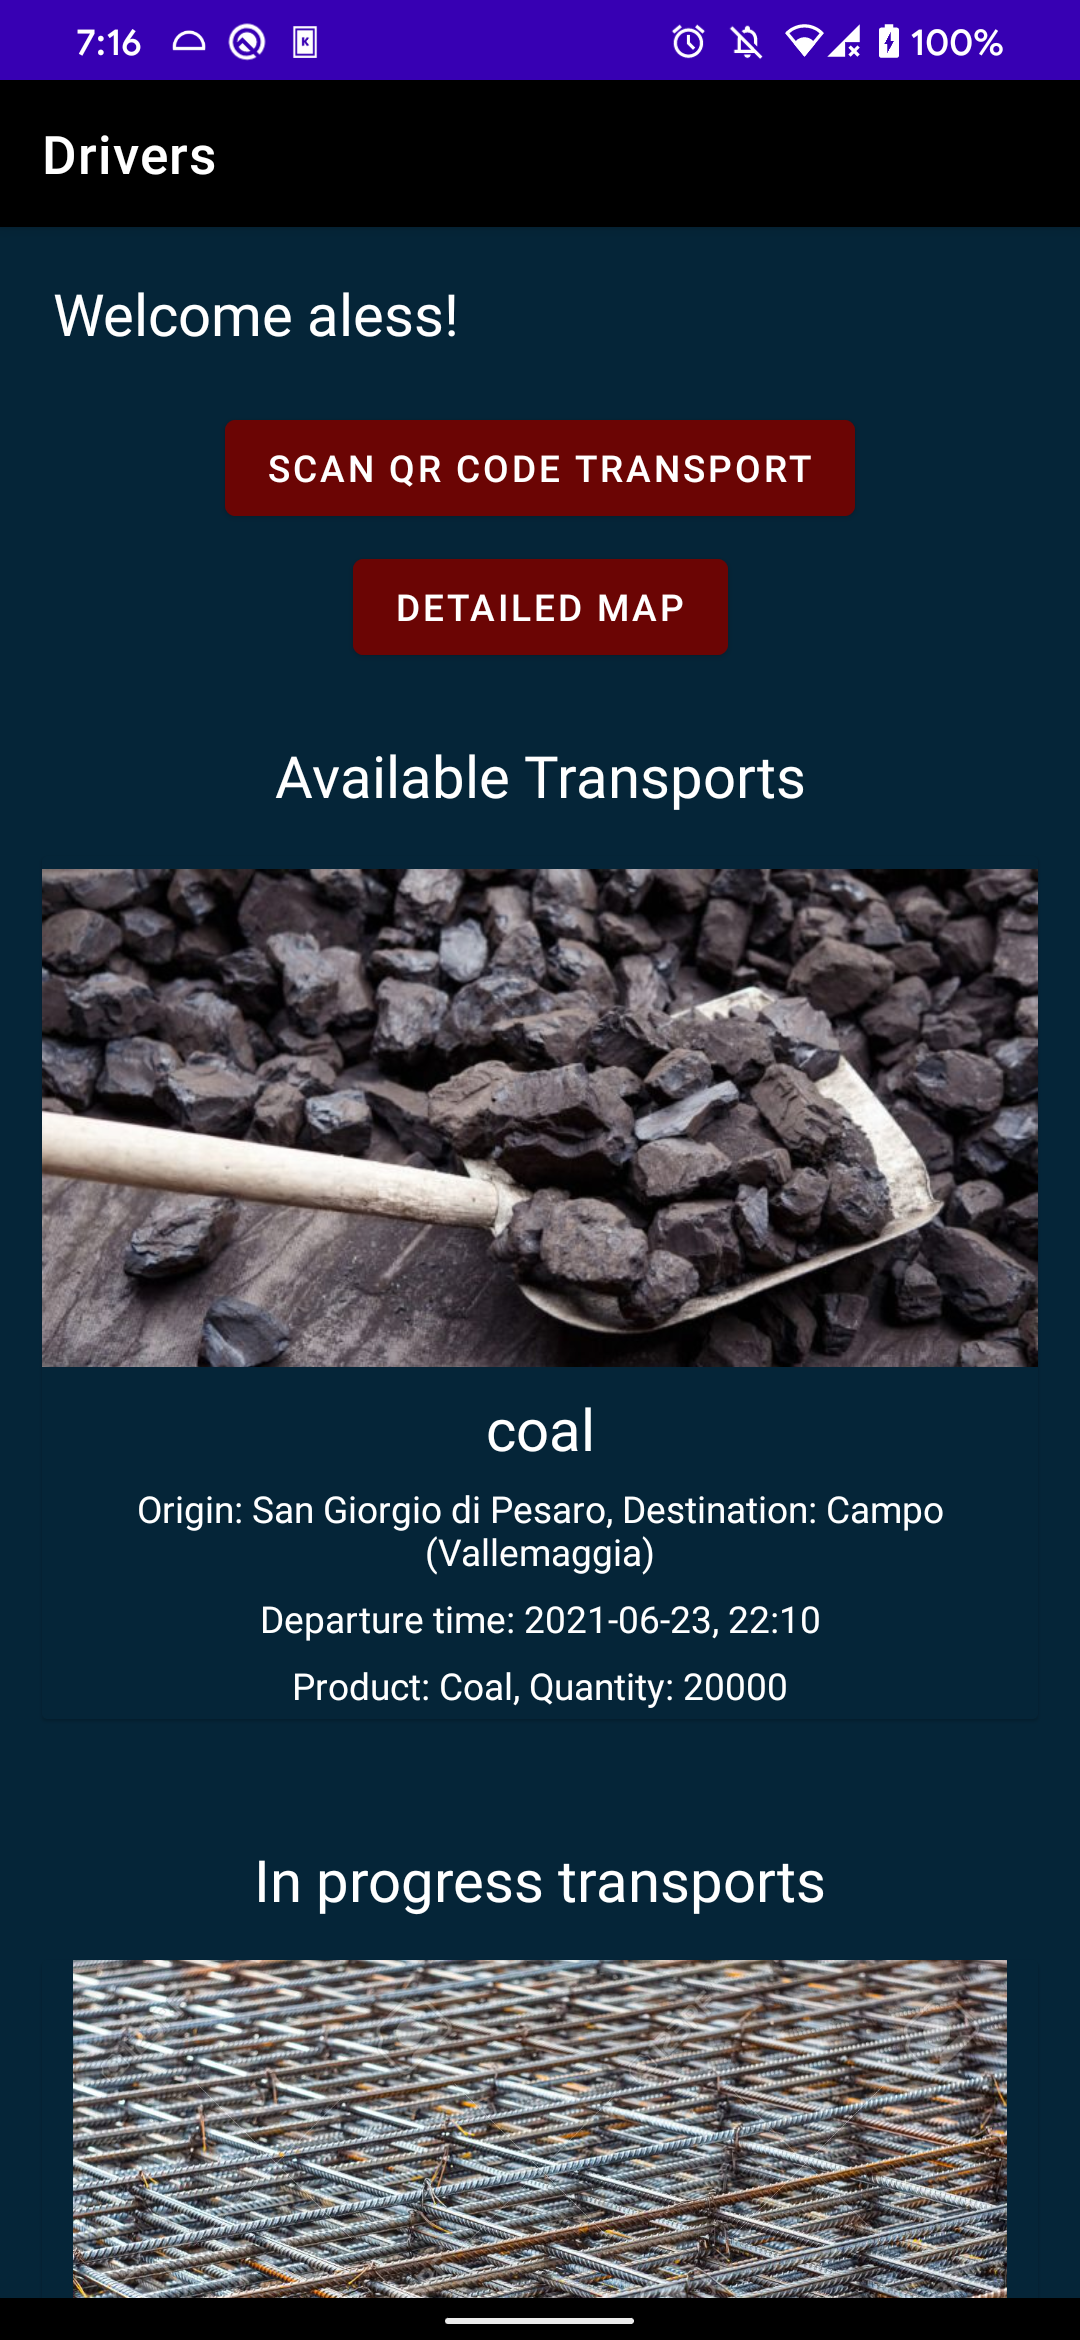 7:16
K
100%
Drivers
Welcome aless!
SCAN QR CODE TRANSPORT
DETAILED MAP
Available Transports
coal
Origin: San Giorgio di Pesaro, Destination: Campo
(Vallemaggia)
Departure time: 2021-06-23, 22:10
Product: Coal, Quantity: 20000
In progress transports